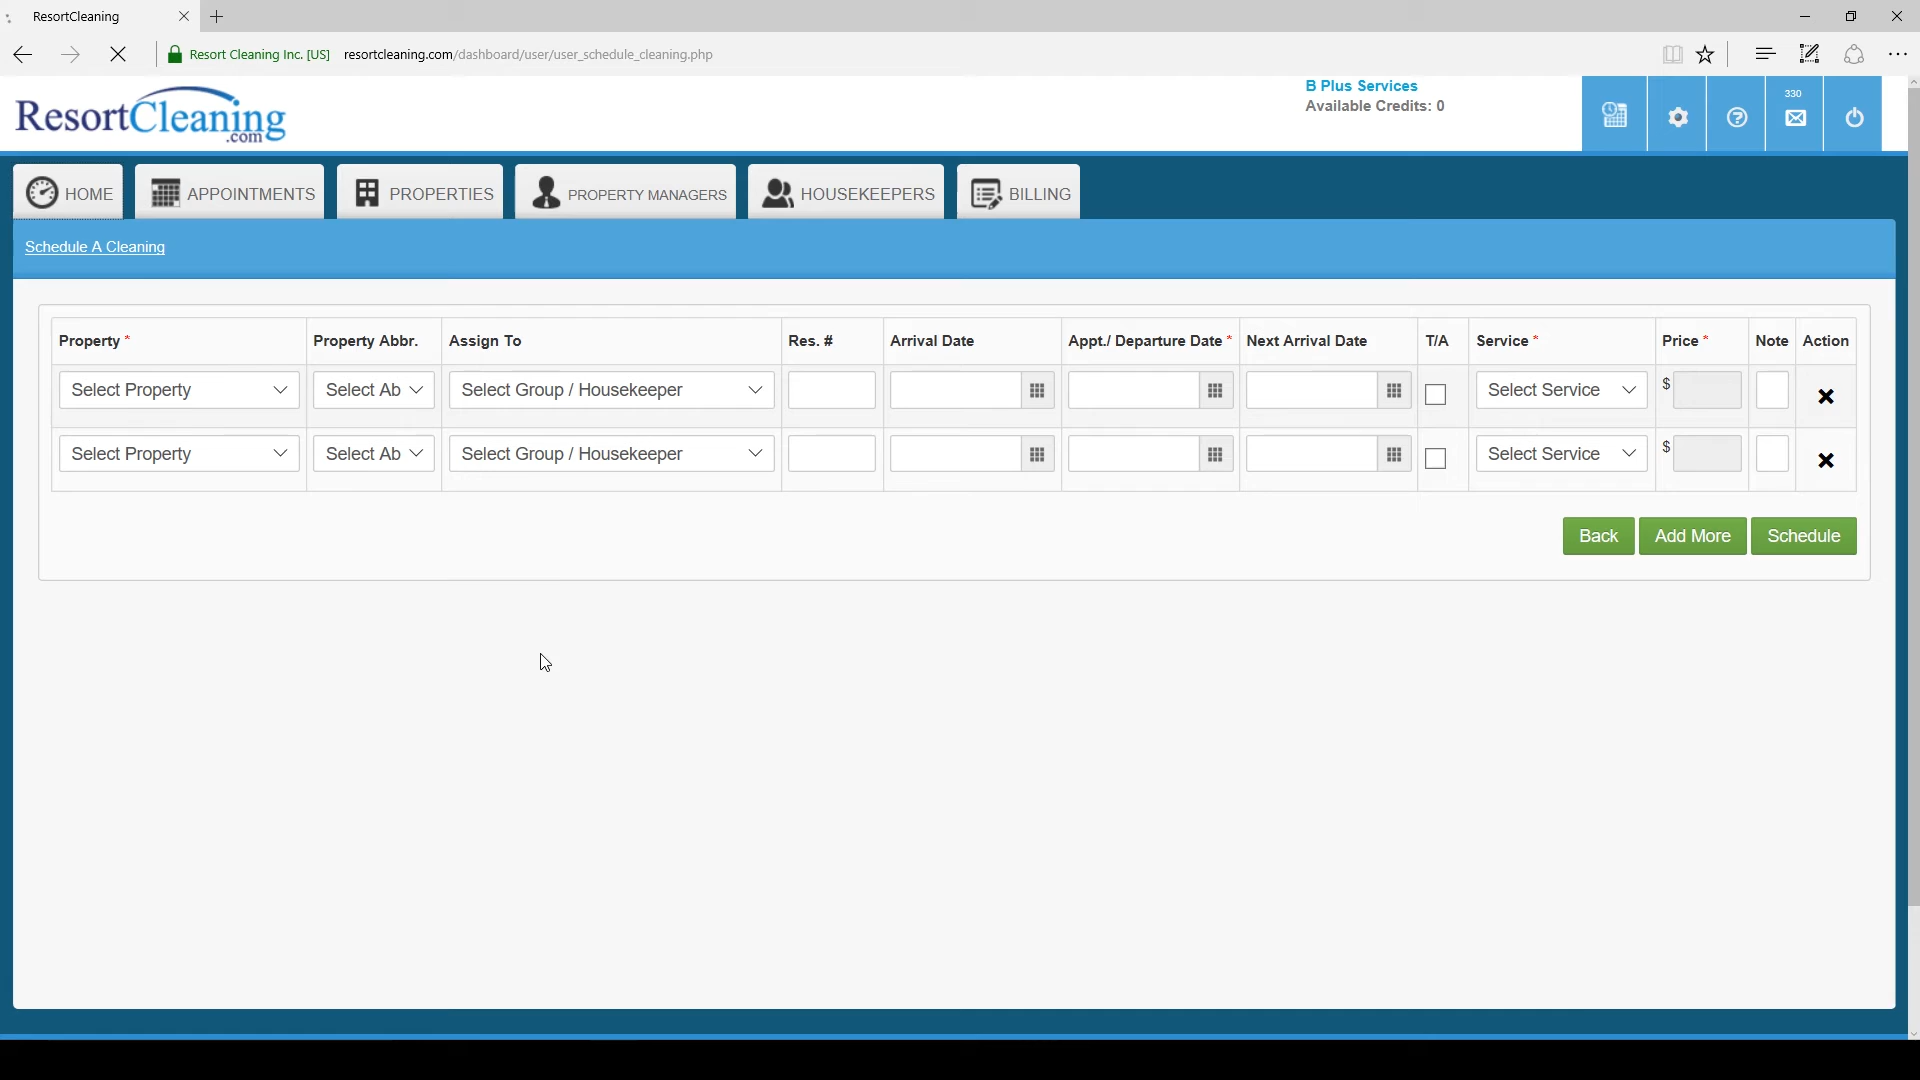 ResortCleaning
Resort Cleaning Inc. [US] resortcleaning.com/dashboard/user/user_schedule_cleaning.php
ResortCleaning
.com
B Plus Services
Available Credits: 0
330
HOME APPOINTMENTS PROPERTIES PROPERTY MANAGERS HOUSEKEEPERS BILLING
Schedule A Cleaning
Property * Property Abbr. Assign To Res. # Arrival Date Appt./ Departure Date * Next Arrival Date T/A Service * Price * Note Action
Select Property Select Ab Select Group / Housekeeper Select Service $
Select Property Select Ab Select Group / Housekeeper Select Service $
Back Add More Schedule